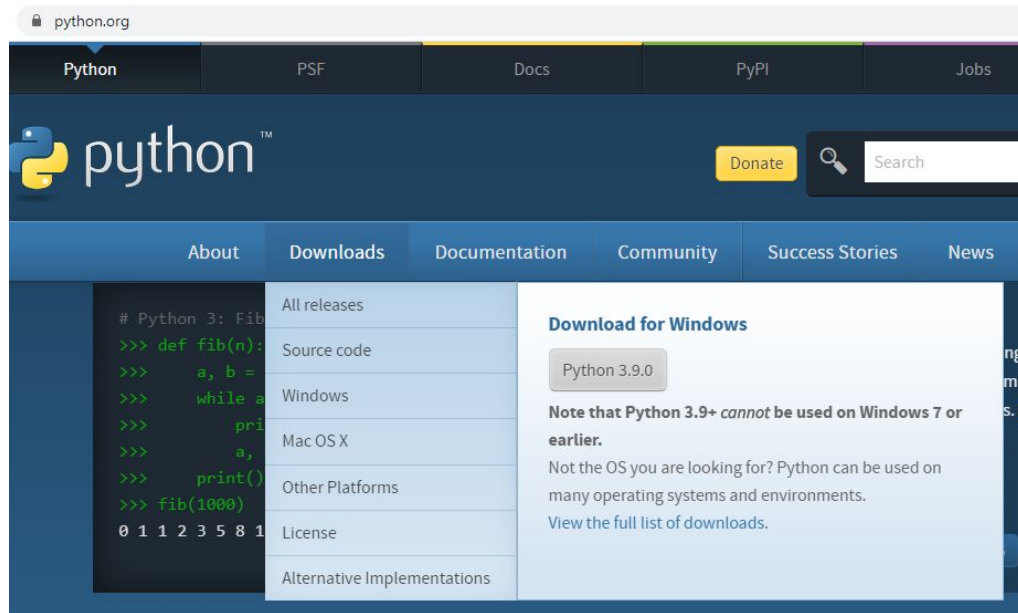 python.org
Python PSF Docs PyPI Jobs
python™
Donate Search
About Downloads Documentation Community Success Stories News
# Python 3: Fib
>>> def fib(n):
>>> a, b =
>>> while a
>>> pri
>>> a,
>>> print()
>>> fib(1000)
0 1 1 2 3 5 8 1
All releases
Source code
Windows
Mac OS X
Other Platforms
License
Alternative Implementations
Download for Windows
Python 3.9.0
Note that Python 3.9+ cannot be used on Windows 7 or
earlier.
Not the OS you are looking for? Python can be used on
many operating systems and environments.
View the full list of downloads.